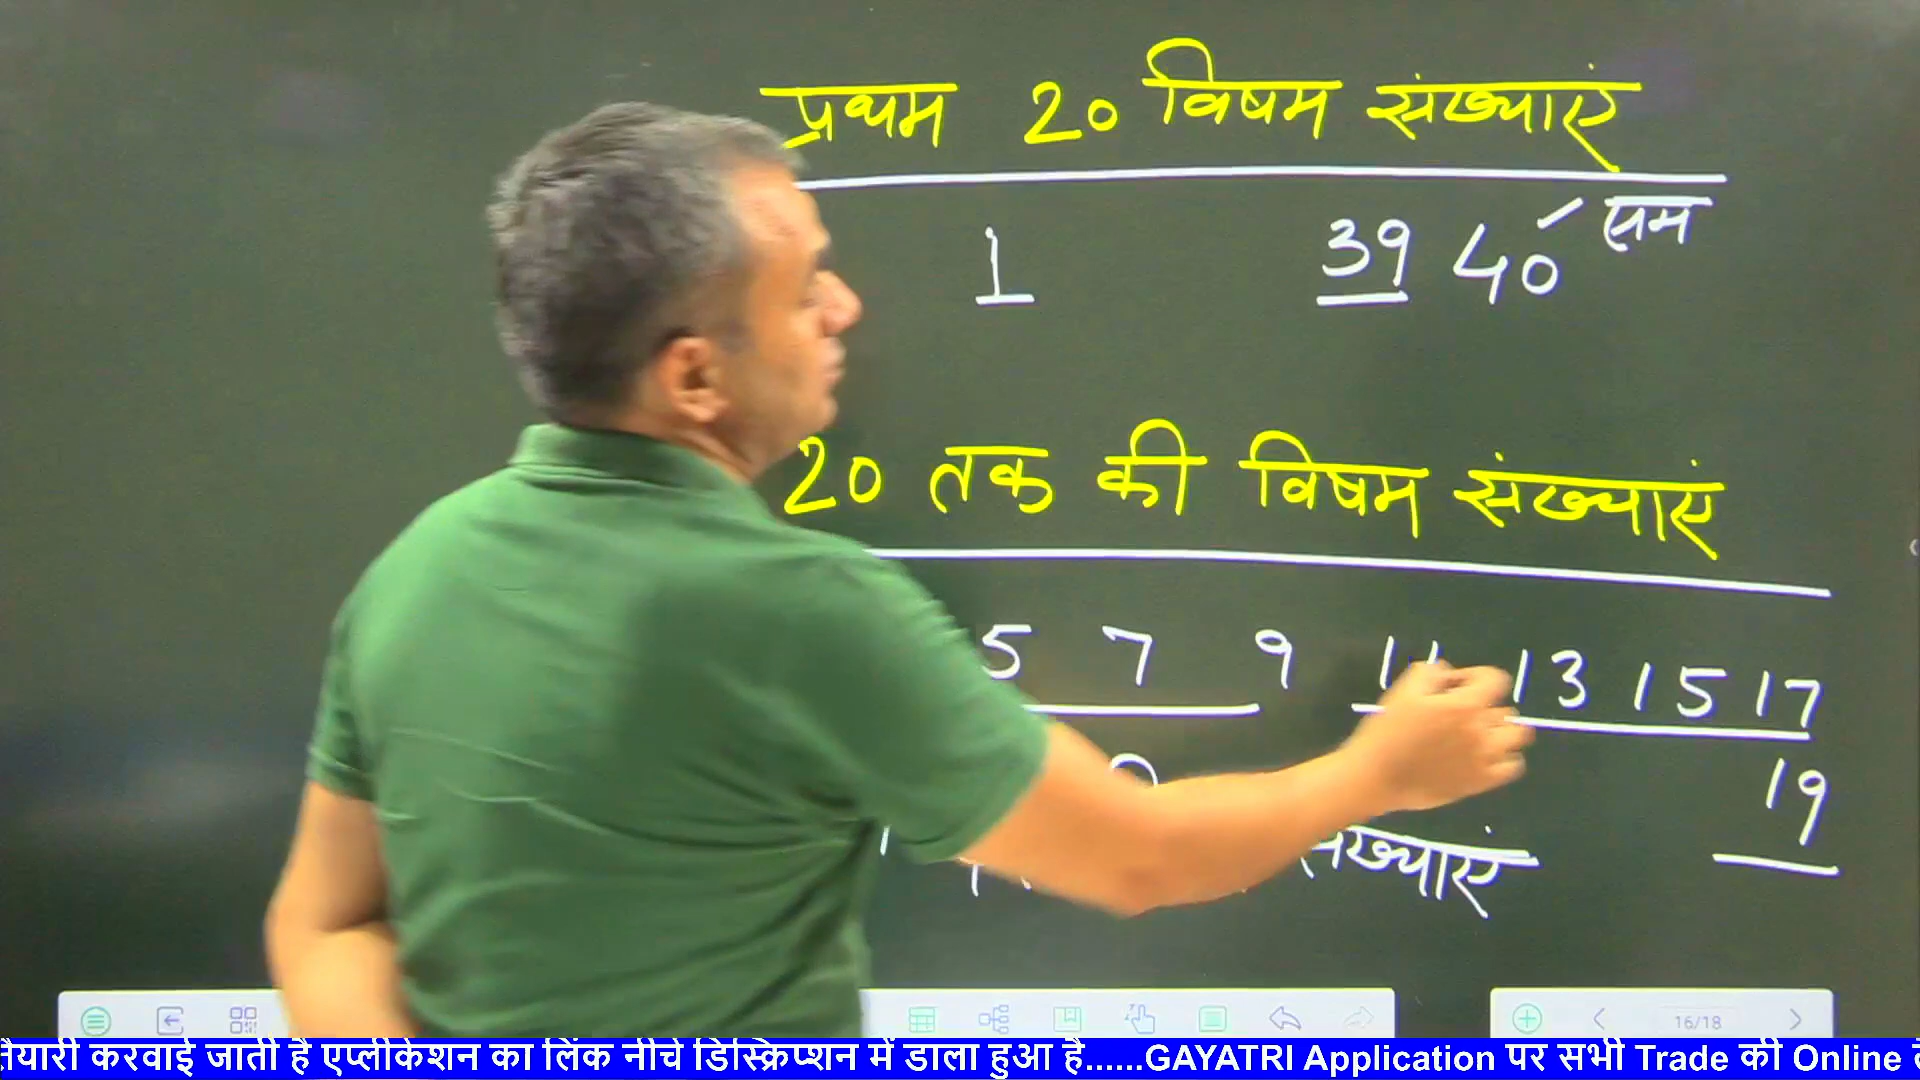 प्रथम 20 विषम संख्याएं
1 39 40 सम
20 तक की विषम संख्याएं
5 7 9 11 13 15 17
19
संख्याएं
तैयारी करवाई जाती है एप्लीकेशन का लिंक नीचे डिस्क्रिप्शन में डाला हुआ है......GAYATRI Application पर सभी Trade की Online
16/18